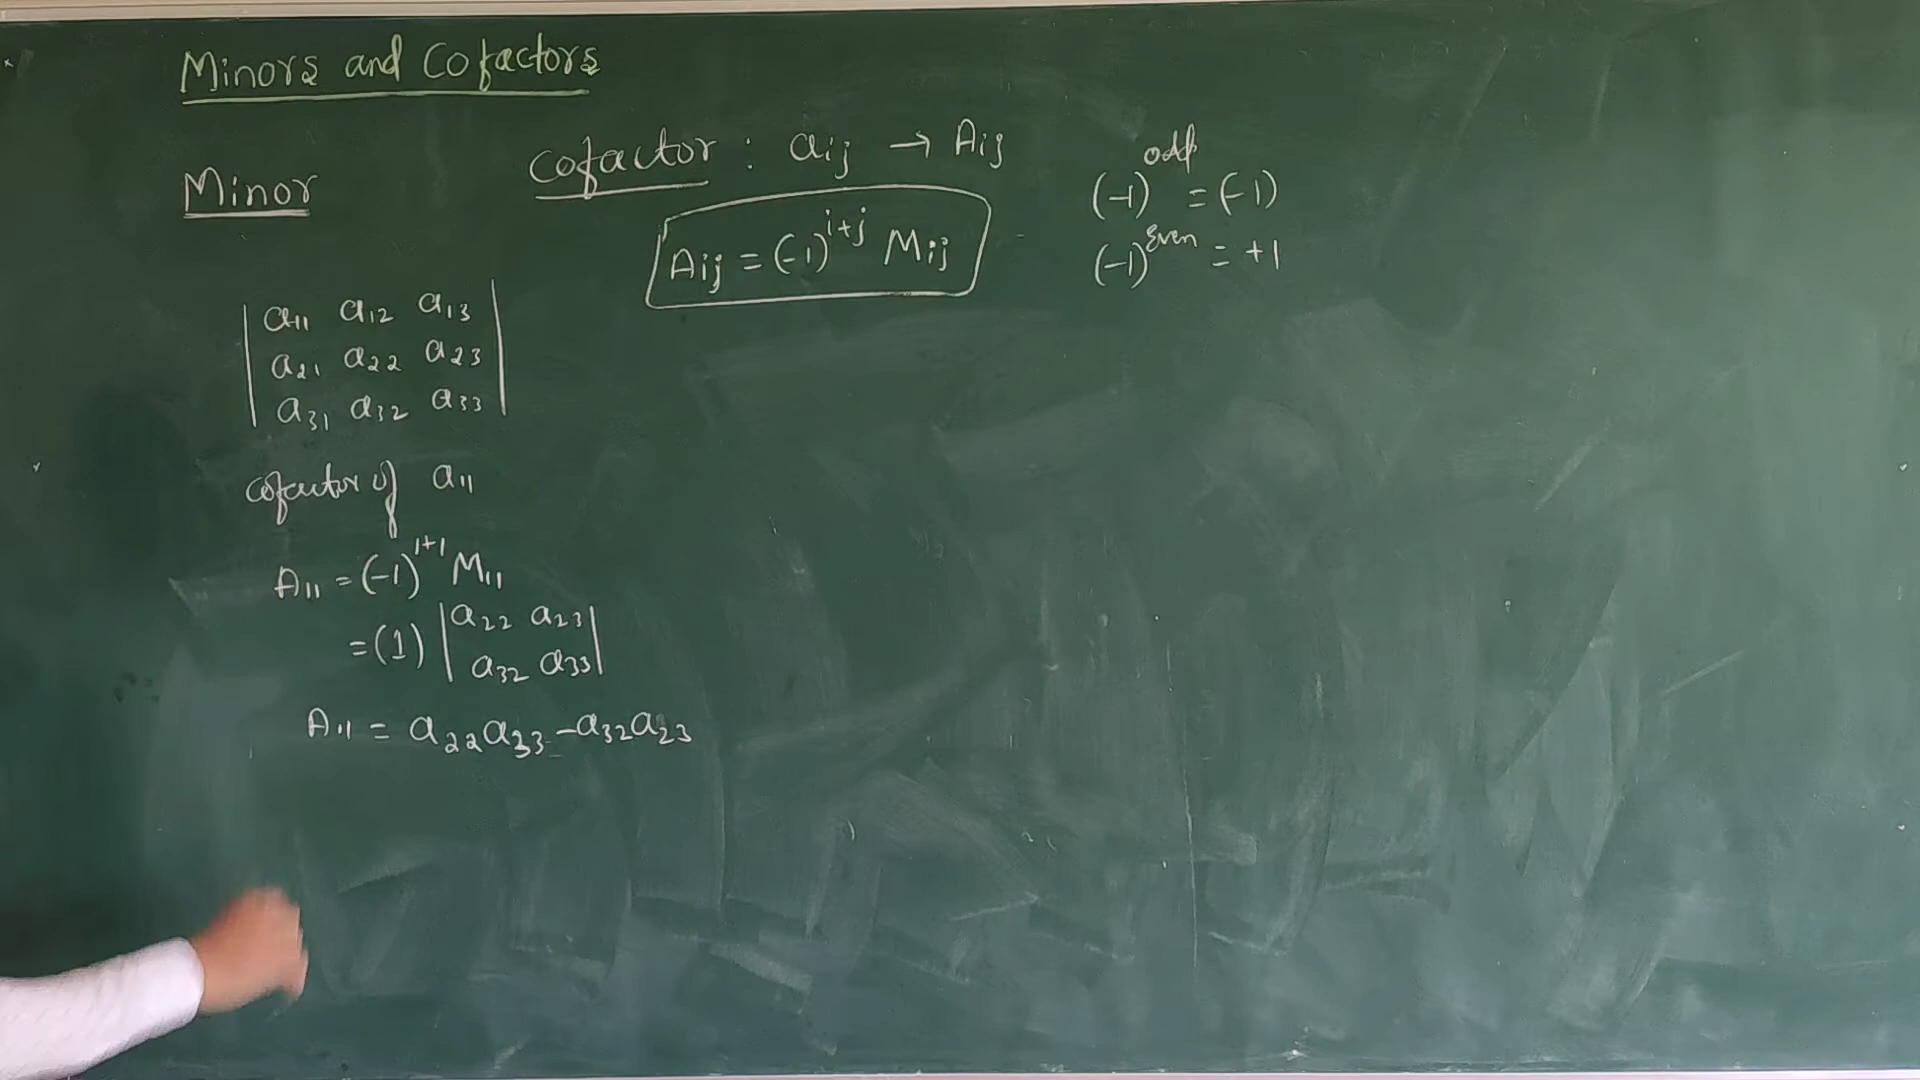 Minors and Cofactors
Minor
Cofactor : aij → Aij
Aij = (-1)^{i+j} Mij
(-1)^{odd} = (-1)
(-1)^{Even} = +1
| a11 a12 a13 |
| a21 a22 a23 |
| a31 a32 a33 |
cofactor of a11
A11 = (-1)^{1+1} M11
= (1) | a22 a23 |
| a32 a33 |
A11 = a22a33 - a32a23